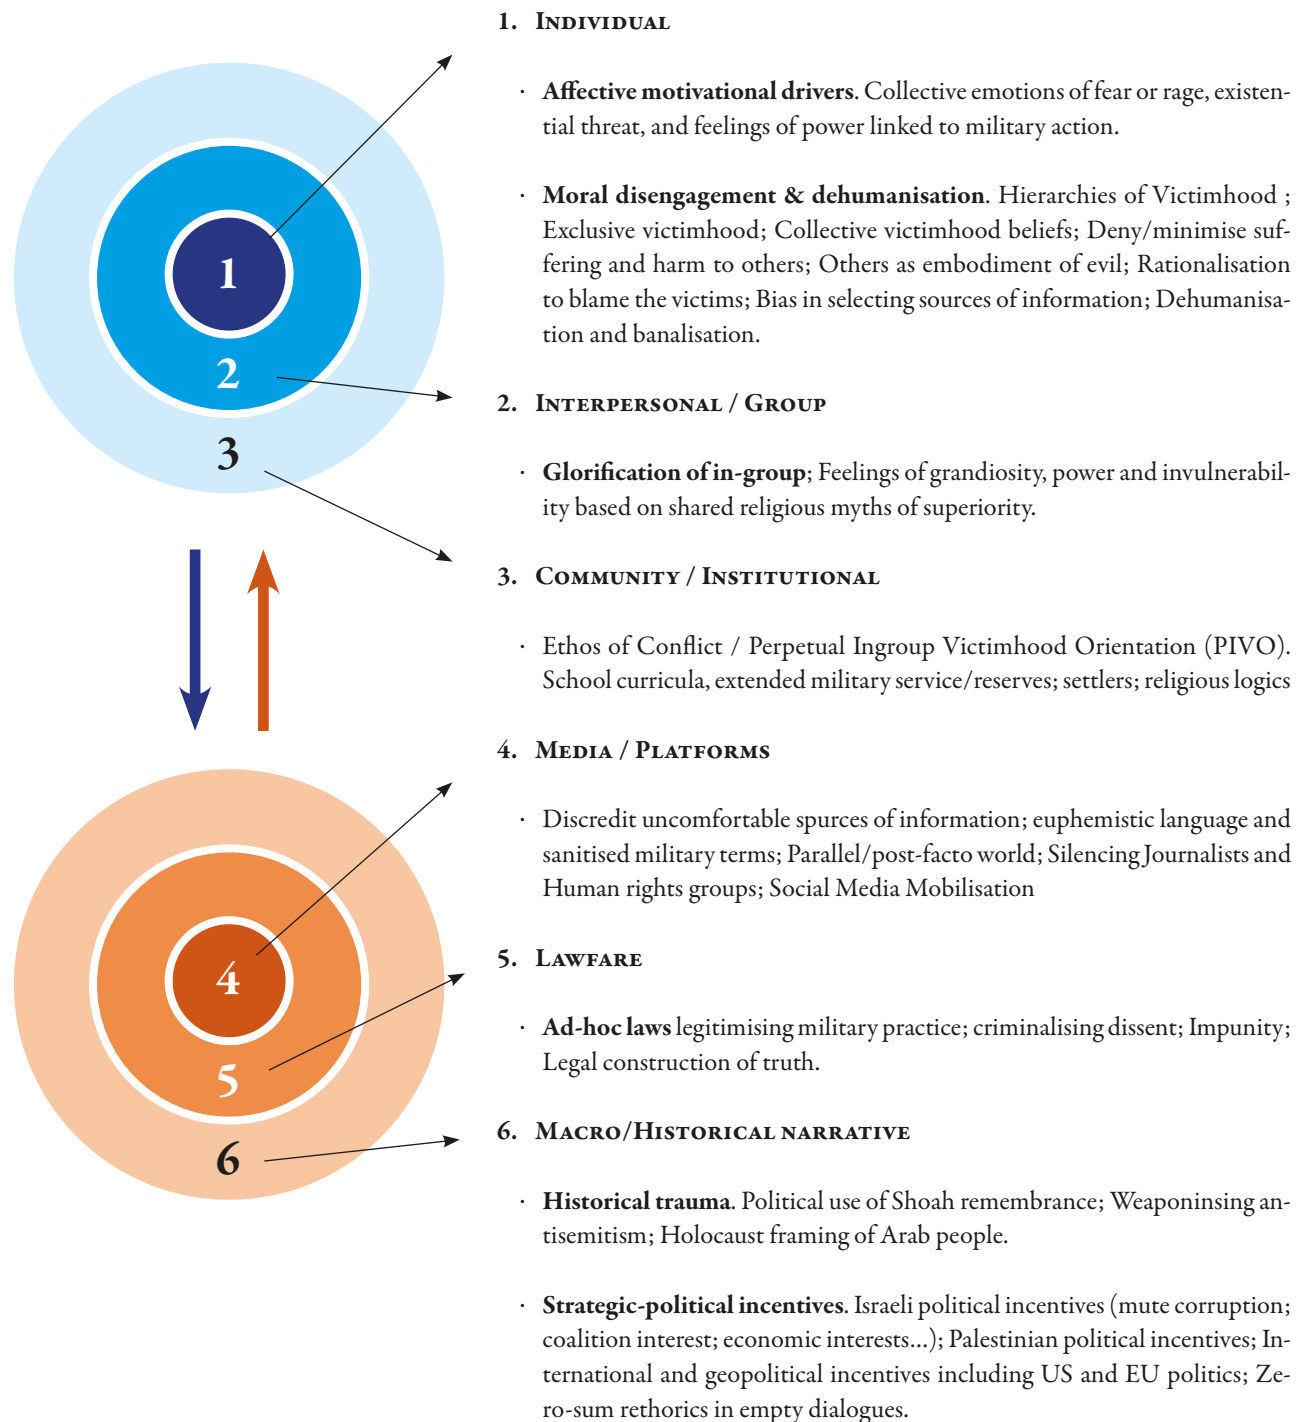 1. Individual
· Affective motivational drivers. Collective emotions of fear or rage, existen-
tial threat, and feelings of power linked to military action.
· Moral disengagement & dehumanisation. Hierarchies of Victimhood ;
Exclusive victimhood; Collective victimhood beliefs; Deny/minimise suf-
fering and harm to others; Others as embodiment of evil; Rationalisation
to blame the victims; Bias in selecting sources of information; Dehumanisa-
tion and banalisation.
1
2
3
2. Interpersonal / Group
· Glorification of in-group; Feelings of grandiosity, power and invulnerabil-
ity based on shared religious myths of superiority.
3. Community / Institutional
· Ethos of Conflict / Perpetual Ingroup Victimhood Orientation (PIVO).
School curricula, extended military service/reserves; settlers; religious logics
4. Media / Platforms
· Discredit uncomfortable spurces of information; euphemistic language and
sanitised military terms; Parallel/post-facto world; Silencing Journalists and
Human rights groups; Social Media Mobilisation
4
5
6
5. Lawfare
· Ad-hoc laws legitimising military practice; criminalising dissent; Impunity;
Legal construction of truth.
6. Macro/Historical narrative
· Historical trauma. Political use of Shoah remembrance; Weaponinsing an-
tisemitism; Holocaust framing of Arab people.
· Strategic-political incentives. Israeli political incentives (mute corruption;
coalition interest; economic interests...); Palestinian political incentives; In-
ternational and geopolitical incentives including US and EU politics; Ze-
ro-sum rethorics in empty dialogues.